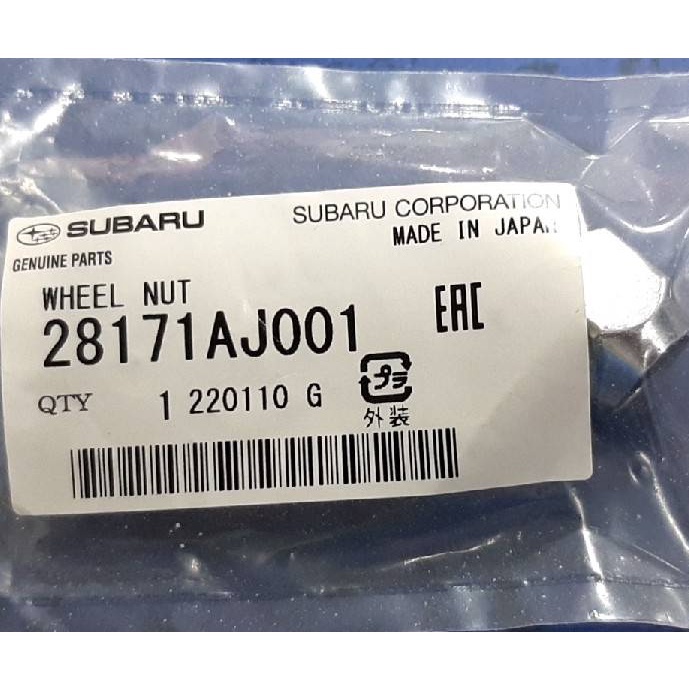 SUBARU
SUBARU CORPORATION
MADE IN JAPAN
GENUINE PARTS
WHEEL NUT
28171AJ001
EAC
QTY 1 220110 G
プラ
外装